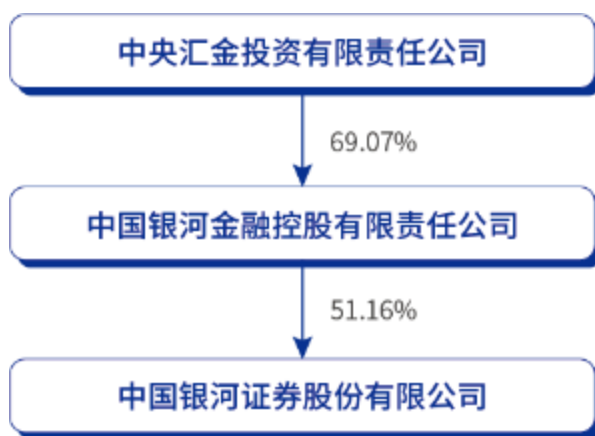 中央汇金投资有限责任公司
69.07%
中国银河金融控股有限责任公司
51.16%
中国银河证券股份有限公司